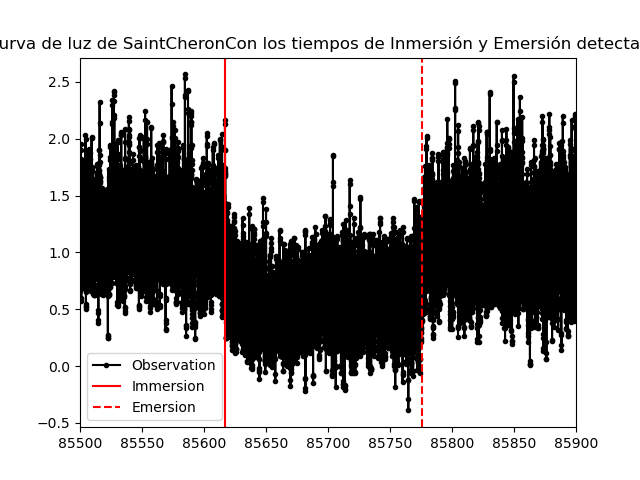 urva de luz de SaintCheronCon los tiempos de Inmersión y Emersión detecta
2.5
2.0
1.5
1.0
0.5
0.0
−0.5
Observation
Immersion
Emersion
85500 85550 85600 85650 85700 85750 85800 85850 85900